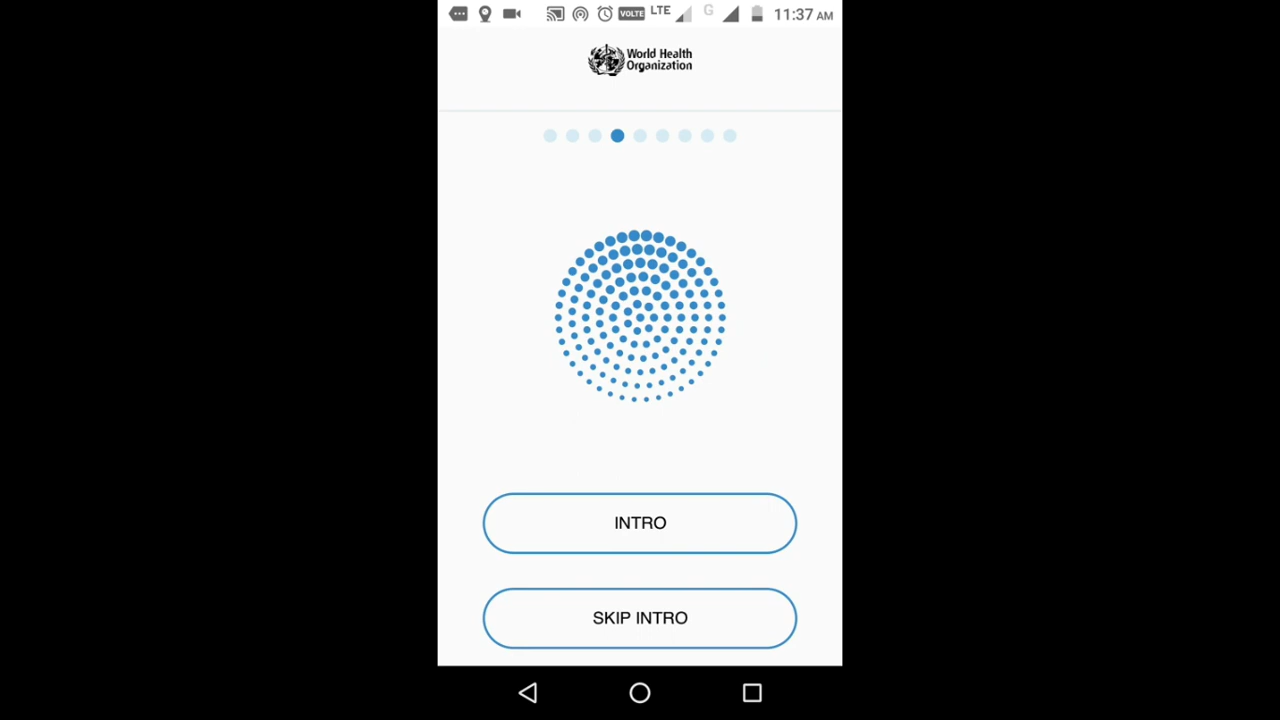 VOLTE LTE G 11:37 AM
World Health
Organization
INTRO
SKIP INTRO